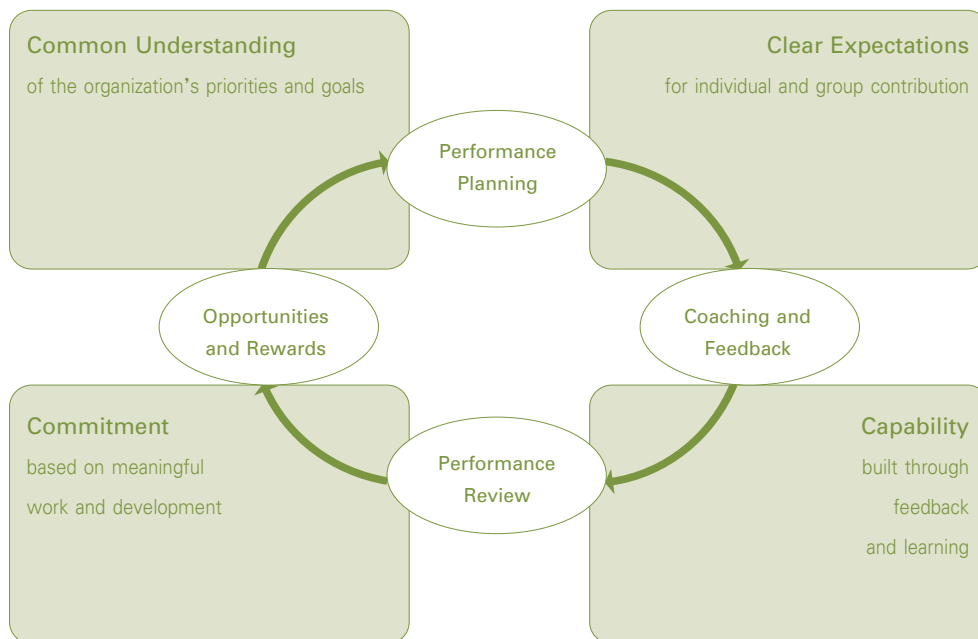 Common Understanding
of the organization's priorities and goals
Clear Expectations
for individual and group contribution
Performance
Planning
Opportunities
and Rewards
Coaching and
Feedback
Commitment
based on meaningful
work and development
Performance
Review
Capability
built through
feedback
and learning